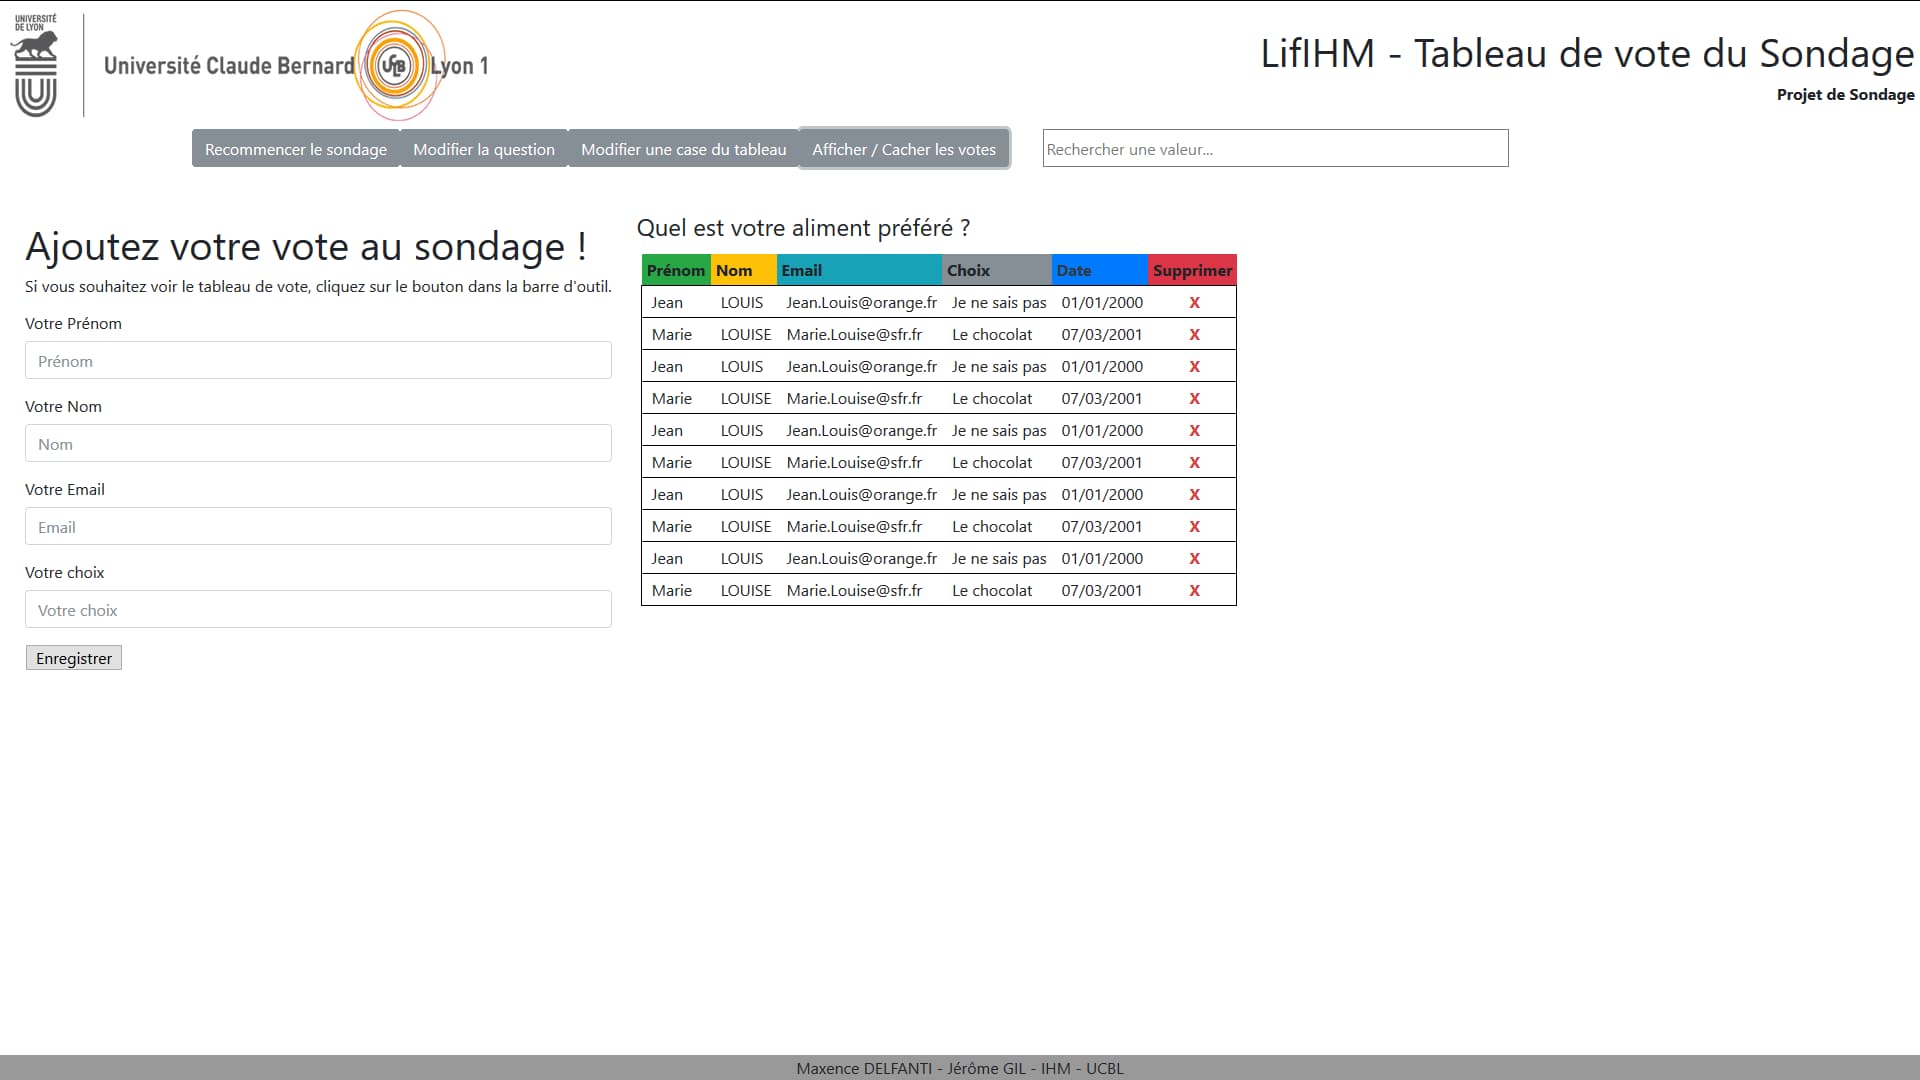 UNIVERSITÉ
DE LYON
Université Claude Bernard UCB Lyon 1
LifIHM - Tableau de vote du Sondage
Projet de Sondage
Recommencer le sondage Modifier la question Modifier une case du tableau Afficher / Cacher les votes Rechercher une valeur...
Ajoutez votre vote au sondage !
Si vous souhaitez voir le tableau de vote, cliquez sur le bouton dans la barre d'outil.
Votre Prénom
Prénom
Votre Nom
Nom
Votre Email
Email
Votre choix
Votre choix
Enregistrer
Quel est votre aliment préféré ?
Prénom Nom Email Choix Date Supprimer
Jean LOUIS Jean.Louis@orange.fr Je ne sais pas 01/01/2000 X
Marie LOUISE Marie.Louise@sfr.fr Le chocolat 07/03/2001 X
Jean LOUIS Jean.Louis@orange.fr Je ne sais pas 01/01/2000 X
Marie LOUISE Marie.Louise@sfr.fr Le chocolat 07/03/2001 X
Jean LOUIS Jean.Louis@orange.fr Je ne sais pas 01/01/2000 X
Marie LOUISE Marie.Louise@sfr.fr Le chocolat 07/03/2001 X
Jean LOUIS Jean.Louis@orange.fr Je ne sais pas 01/01/2000 X
Marie LOUISE Marie.Louise@sfr.fr Le chocolat 07/03/2001 X
Jean LOUIS Jean.Louis@orange.fr Je ne sais pas 01/01/2000 X
Marie LOUISE Marie.Louise@sfr.fr Le chocolat 07/03/2001 X
Maxence DELFANTI - Jérôme GIL - IHM - UCBL